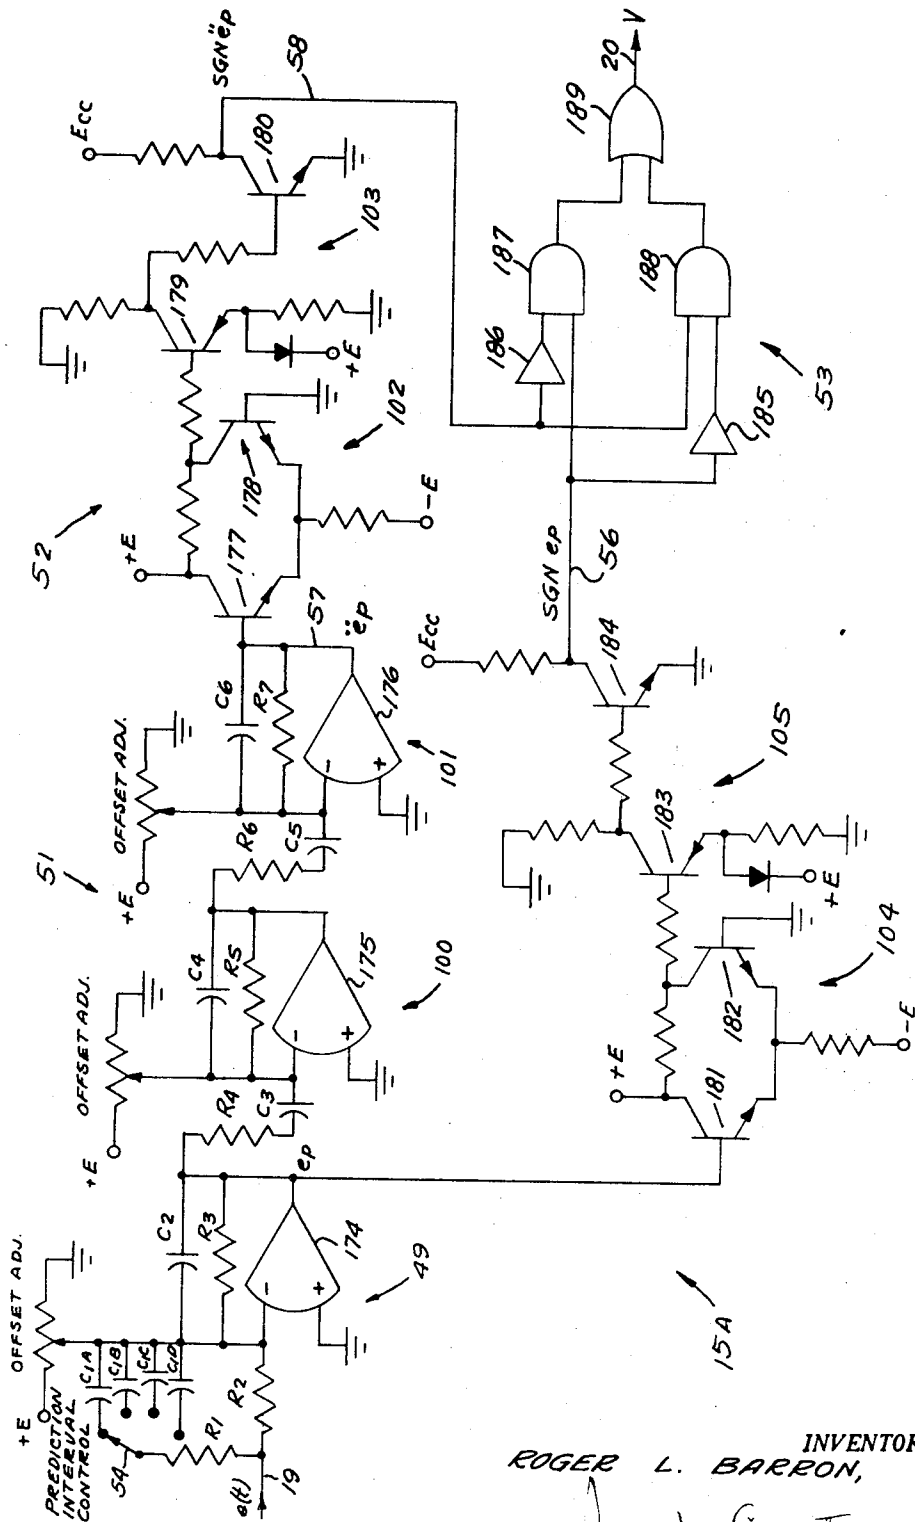 +E
OFFSET ADJ.
PREDICTION
INTERVAL
CONTROL
C1A
C1B
C1C
C1D
54
R1
R2
e(t)
19
C2
R3
174
49
-
+
ep
+E
OFFSET ADJ.
R4
C3
C4
R5
175
100
-
+
51
+E
OFFSET ADJ.
R6
C5
C6
R7
176
101
-
+
57
ëp
52
+E
177
178
102
-E
179
+E
103
180
Ecc
SGN ëp
58
+E
181
182
104
-E
183
+E
105
184
Ecc
SGN ep
56
185
186
187
188
189
53
20
V
15A
INVENTOR
ROGER L. BARRON,